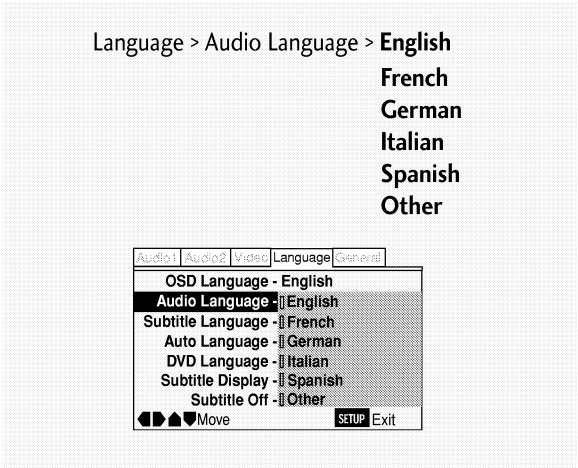 Language > Audio Language > English
French
German
Italian
Spanish
Other
Audio1 Audio2 Video Language General
OSD Language - English
Audio Language - English
Subtitle Language - French
Auto Language - German
DVD Language - Italian
Subtitle Display - Spanish
Subtitle Off - Other
Move SETUP Exit